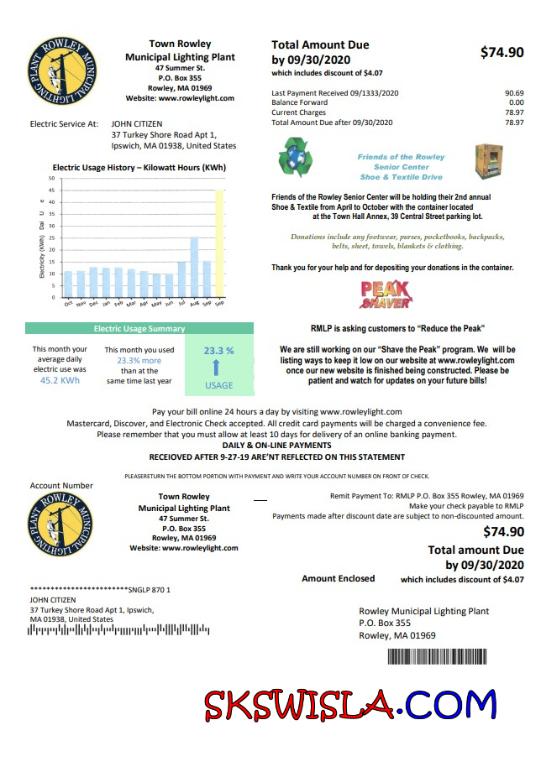 ROWLEY
MUNICIPAL
LIGHTING PLANT
Town Rowley
Municipal Lighting Plant
47 Summer St.
P.O. Box 355
Rowley, MA 01969
Website: www.rowleylight.com
Total Amount Due
by 09/30/2020
which includes discount of $4.07
$74.90
Last Payment Received 09/1333/2020 90.69
Balance Forward 0.00
Current Charges 78.97
Total Amount Due after 09/30/2020 78.97
Electric Service At:
JOHN CITIZEN
37 Turkey Shore Road Apt 1,
Ipswich, MA 01938, United States
Friends of the Rowley
Senior Center
Shoe & Textile Drive
Electric Usage History – Kilowatt Hours (KWh)
Electricity (KWh) Dai U e
50
45
40
35
30
25
20
15
10
5
0
Oct Nov Dec Jan Feb Mar Apr May Jun Jul Aug Sep Sep
Friends of the Rowley Senior Center will be holding their 2nd annual
Shoe & Textile from April to October with the container located
at the Town Hall Annex, 39 Central Street parking lot.
Donations include any footwear, purses, pocketbooks, backpacks,
belts, sheet, towels, blankets & clothing.
Thank you for your help and for depositing your donations in the container.
PEAK
SHAVER
Electric Usage Summary
This month your
average daily
electric use was
45.2 KWh
This month you used
23.3% more
than at the
same time last year
23.3 %
USAGE
RMLP is asking customers to “Reduce the Peak”
We are still working on our “Shave the Peak” program. We will be
listing ways to keep it low on our website at www.rowleylight.com
once our new website is finished being constructed. Please be
patient and watch for updates on your future bills!
Pay your bill online 24 hours a day by visiting www.rowleylight.com
Mastercard, Discover, and Electronic Check accepted. All credit card payments will be charged a convenience fee.
Please remember that you must allow at least 10 days for delivery of an online banking payment.
DAILY & ON-LINE PAYMENTS
RECEIOVED AFTER 9-27-19 ARE’NT REFLECTED ON THIS STATEMENT
PLEASERETURN THE BOTTOM PORTION WITH PAYMENT AND WRITE YOUR ACCOUNT NUMBER ON FRONT OF CHECK.
Account Number
ROWLEY
MUNICIPAL
LIGHTING PLANT
Town Rowley
Municipal Lighting Plant
47 Summer St.
P.O. Box 355
Rowley, MA 01969
Website: www.rowleylight.com
Remit Payment To: RMLP P.O. Box 355 Rowley, MA 01969
Make your check payable to RMLP
Payments made after discount date are subject to non-discounted amount.
$74.90
Total amount Due
by 09/30/2020
Amount Enclosed which includes discount of $4.07
************************SNGLP 870 1
JOHN CITIZEN
37 Turkey Shore Road Apt 1, Ipswich,
MA 01938, United States
Rowley Municipal Lighting Plant
P.O. Box 355
Rowley, MA 01969
SKSWISLA.COM